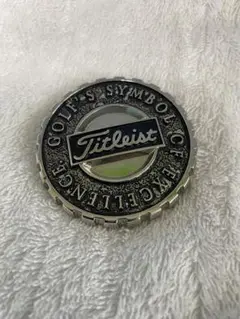 GOLF'S SYMBOL OF EXCELLENCE
Titleist